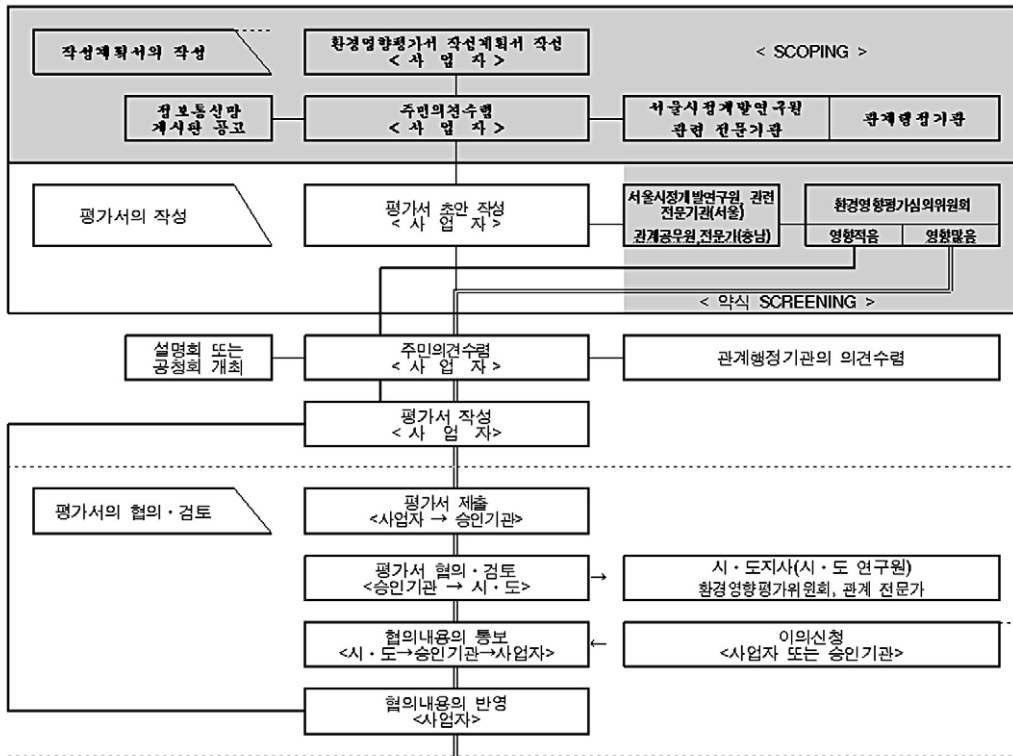 작성계획서의 작성
환경영향평가서 작성계획서 작성
< 사 업 자 >
< SCOPING >
정보통신망
게시판 공고
주민의견수렴
< 사 업 자 >
서울시정개발연구원
관련 전문기관
관계행정기관
평가서의 작성
평가서 초안 작성
< 사 업 자 >
서울시정개발연구원, 관련
전문기관(서울)
관계공무원,전문가(충남)
환경영향평가심의위원회
영향적음
영향많음
< 약식 SCREENING >
설명회 또는
공청회 개최
주민의견수렴
< 사 업 자 >
관계행정기관의 의견수렴
평가서 작성
< 사 업 자>
평가서의 협의·검토
평가서 제출
<사업자 → 승인기관>
평가서 협의·검토
<승인기관 → 시·도>
→
시·도지사(시·도 연구원)
환경영향평가위원회, 관계 전문가
협의내용의 통보
<시·도→승인기관→사업자>
←
이의신청
<사업자 또는 승인기관>
협의내용의 반영
<사업자>